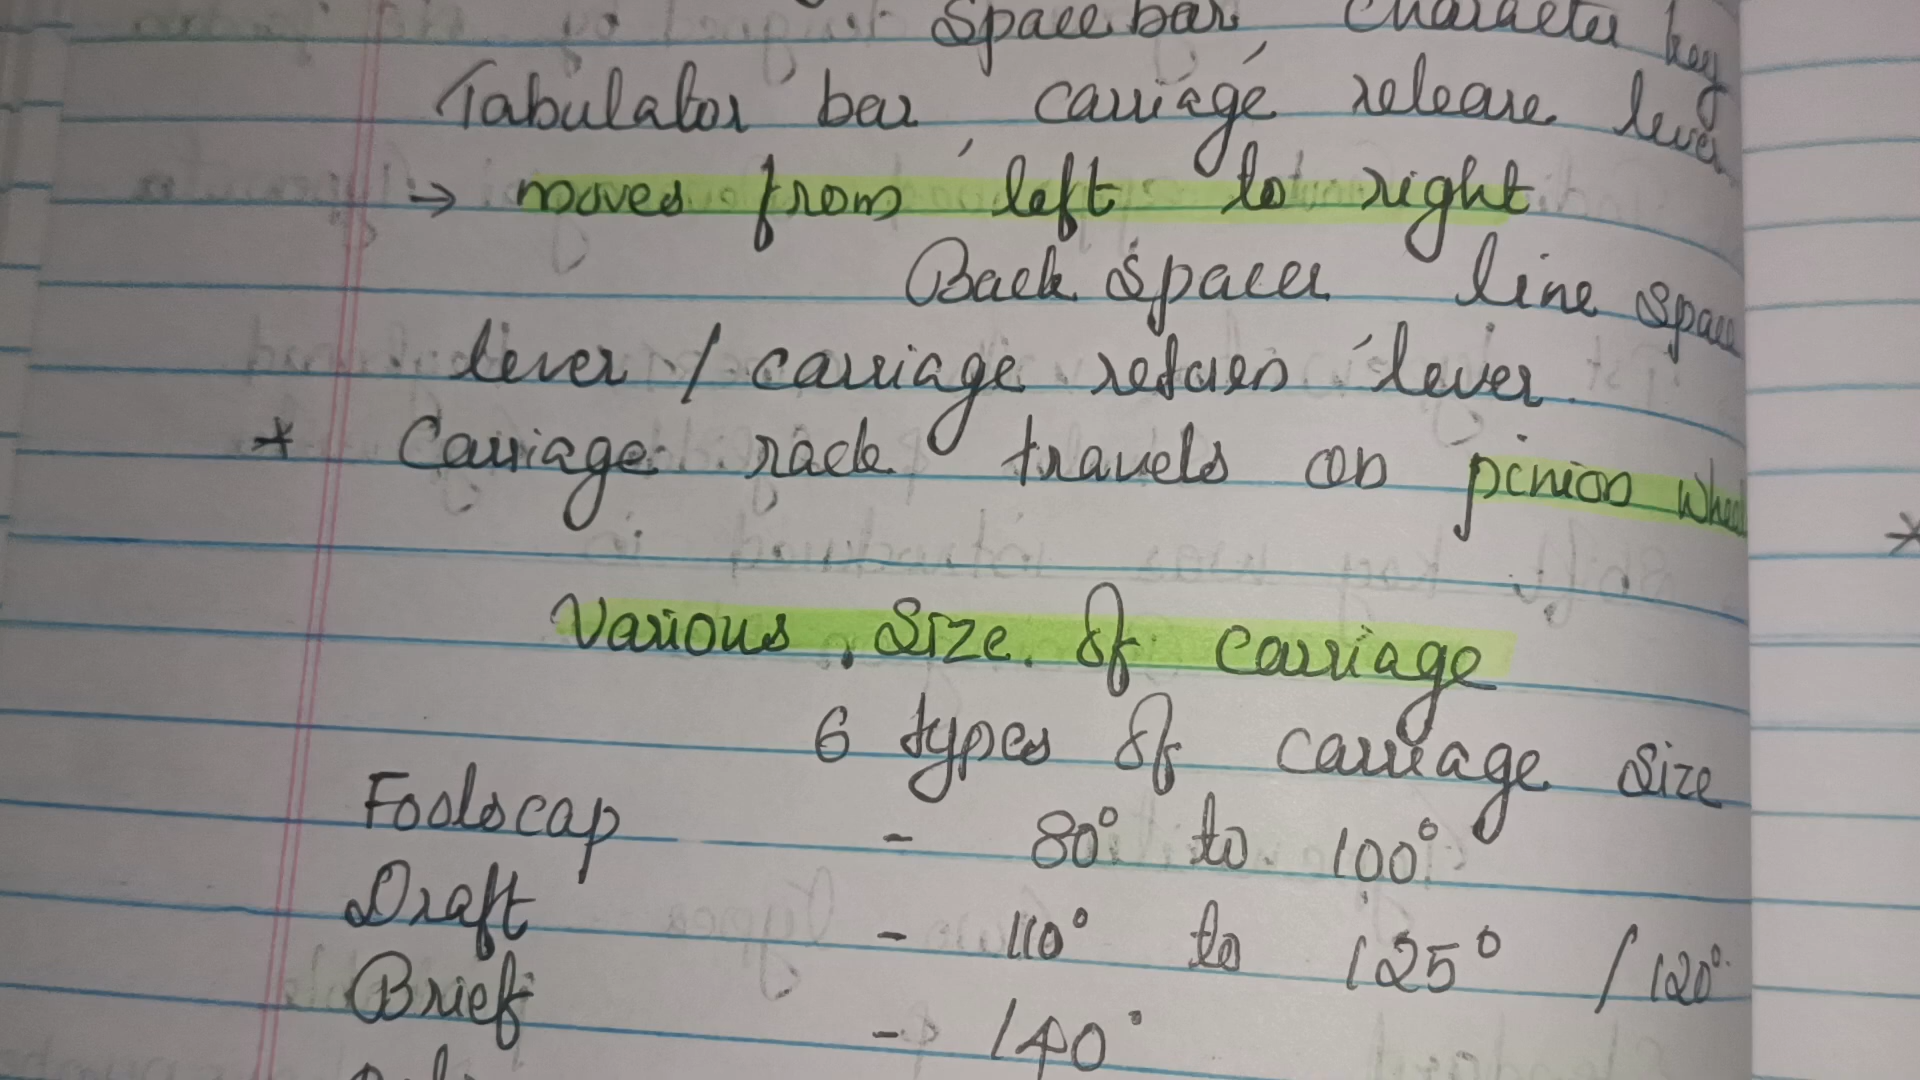 Space bar, Character key
Tabulator bar, carriage release lever
→ moves from left to right
Back Spacer, line Space
lever / carriage return lever.
* Carriage rack travels on pinion wheel
Various Size of carriage
6 types of carriage size
Foolscap - 80° to 100°
Draft - 110° to 125° / 120°
Brief - 140°